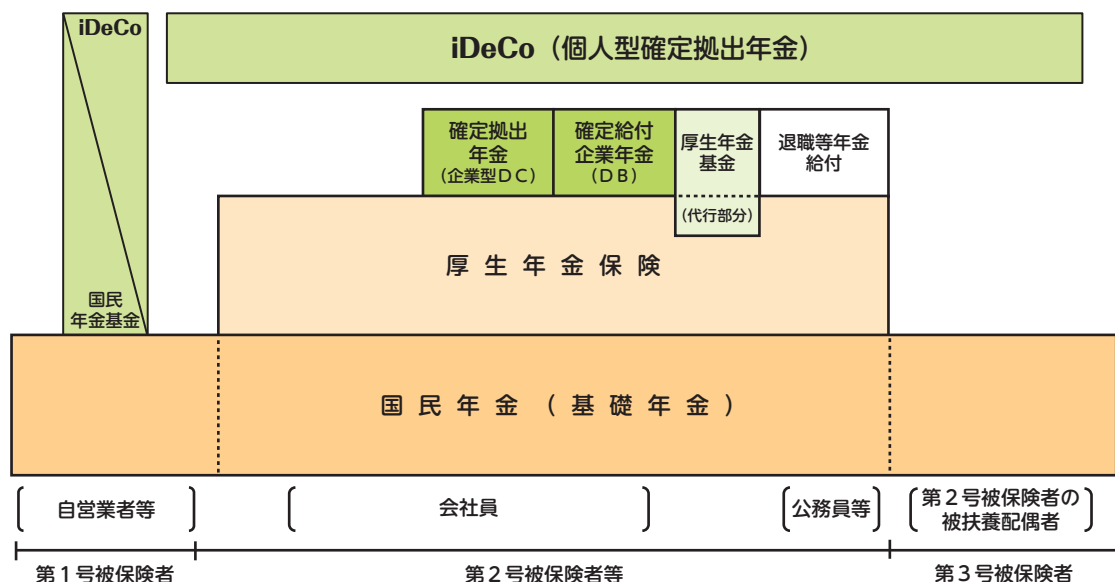 iDeCo
iDeCo（個人型確定拠出年金）
確定拠出
年金
（企業型ＤＣ）
確定給付
企業年金
（ＤＢ）
厚生年金
基金
（代行部分）
退職等年金
給付
厚生年金保険
国民
年金基金
国民年金（基礎年金）
自営業者等
会社員
公務員等
第２号被保険者の
被扶養配偶者
第１号被保険者
第２号被保険者等
第３号被保険者